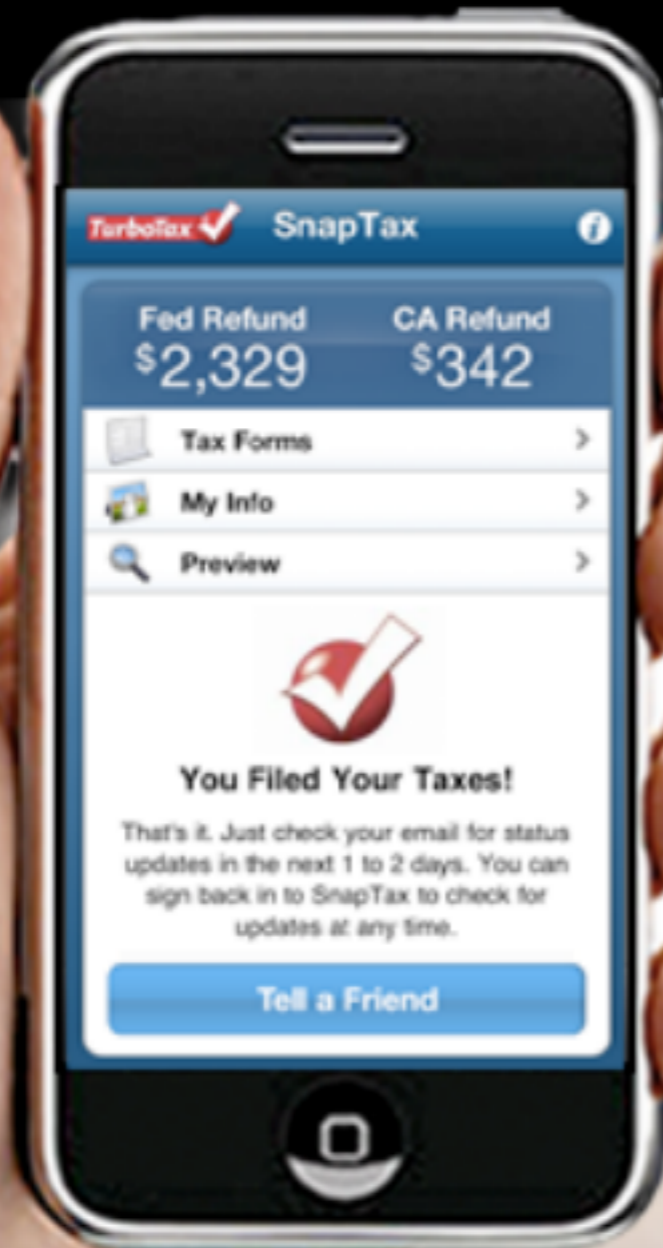 TurboTax SnapTax i
Fed Refund CA Refund
$2,329 $342
Tax Forms
My Info
Preview
You Filed Your Taxes!
That's it. Just check your email for status
updates in the next 1 to 2 days. You can
sign back in to SnapTax to check for
updates at any time.
Tell a Friend